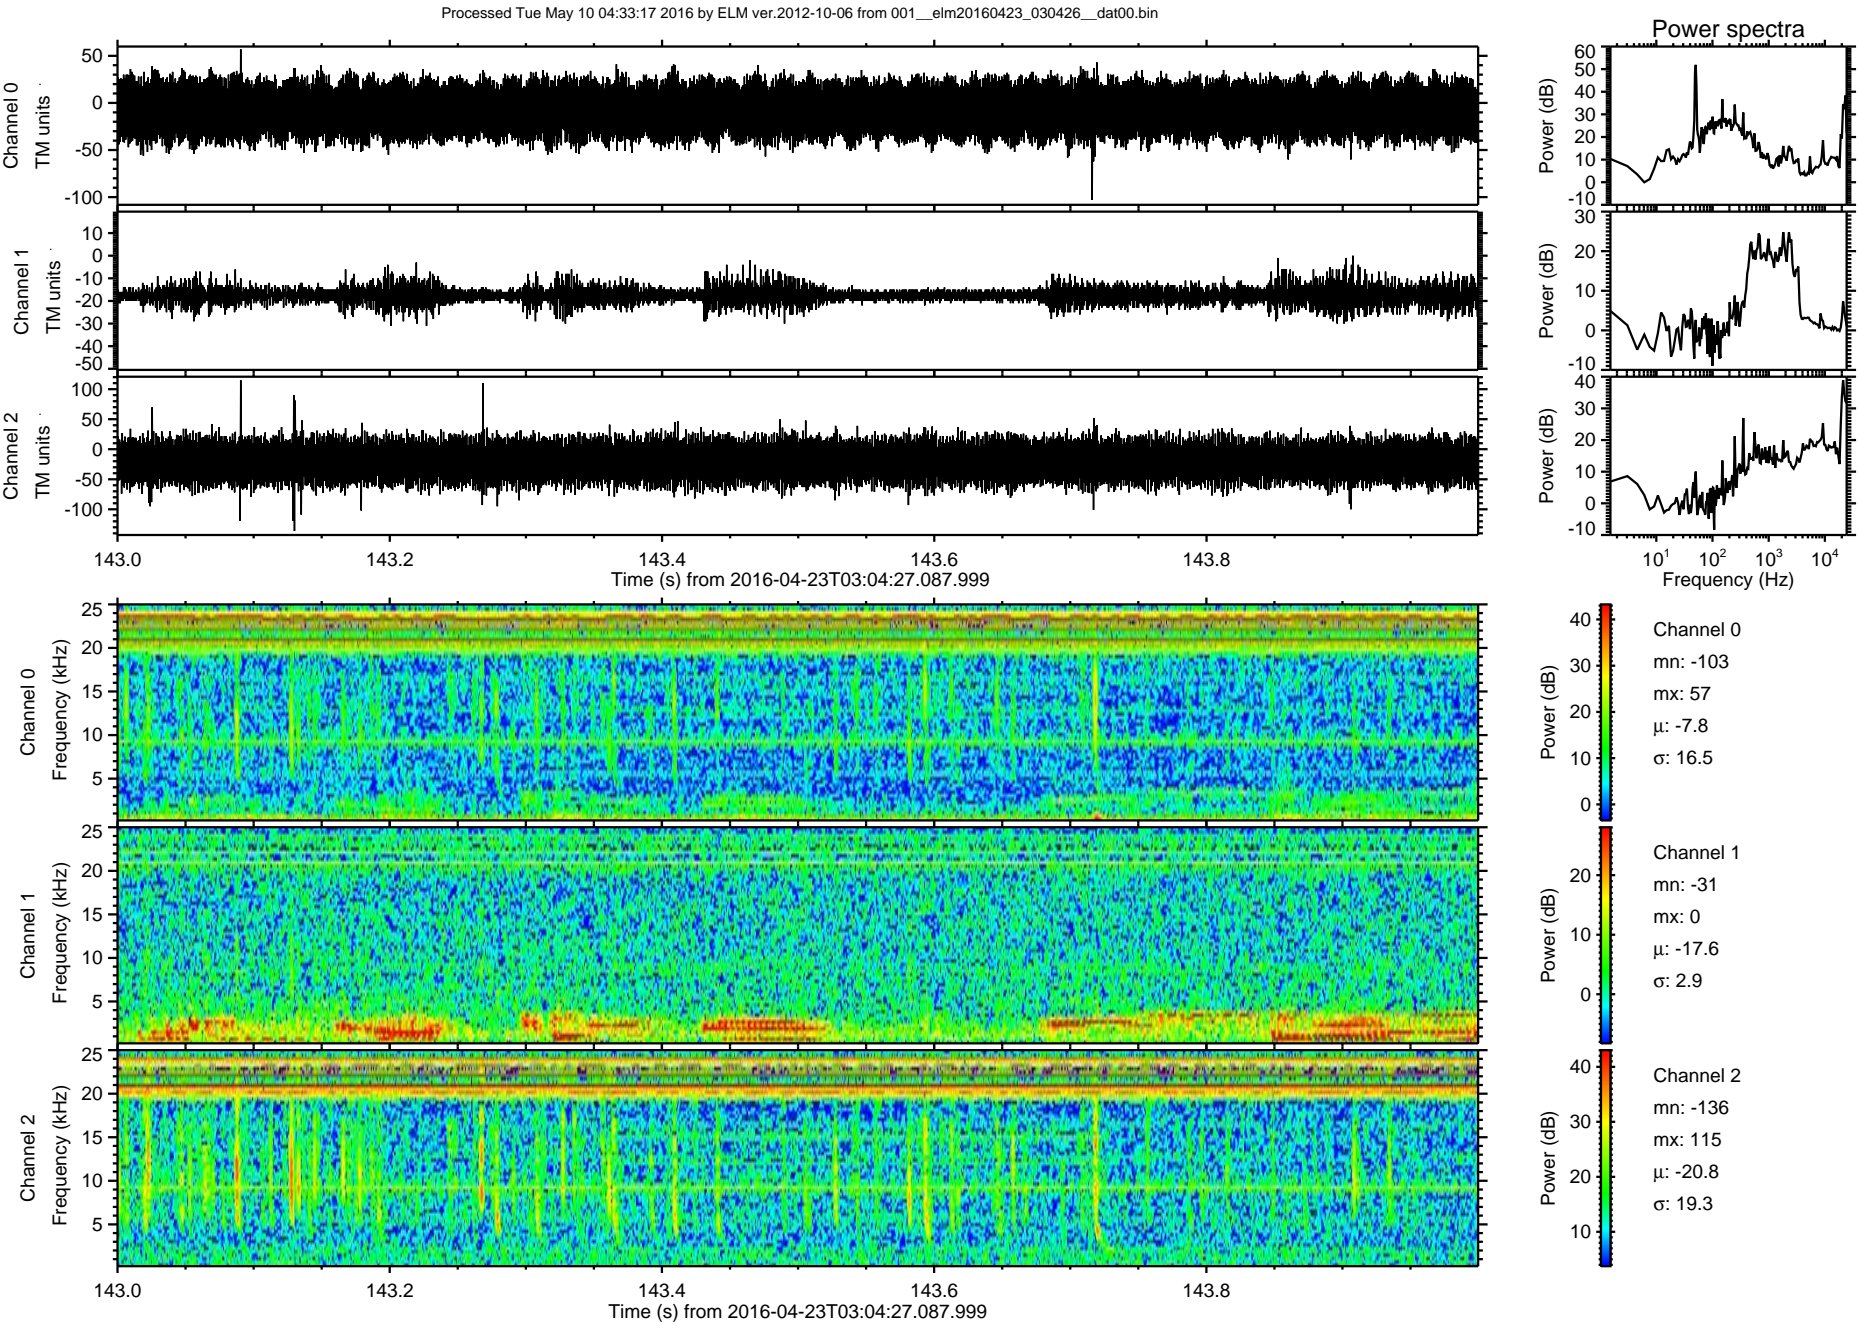 Processed Tue May 10 04:33:17 2016 by ELM ver.2012-10-06 from 001__elm20160423_030426__dat00.bin
Power spectra
Channel 0
TM units
50
0
-50
-100
Power (dB)
60
50
40
30
20
10
0
-10
Channel 1
TM units
10
0
-10
-20
-30
-40
-50
Power (dB)
30
20
10
0
-10
Channel 2
TM units
100
50
0
-50
-100
Power (dB)
40
30
20
10
0
-10
143.0 143.2 143.4 143.6 143.8
Time (s) from 2016-04-23T03:04:27.087.999
10^1 10^2 10^3 10^4
Frequency (Hz)
Channel 0
Frequency (kHz)
25
20
15
10
5
Power (dB)
40
30
20
10
0
Channel 0
mn: -103
mx: 57
μ: -7.8
σ: 16.5
Channel 1
Frequency (kHz)
25
20
15
10
5
Power (dB)
20
10
0
Channel 1
mn: -31
mx: 0
μ: -17.6
σ: 2.9
Channel 2
Frequency (kHz)
25
20
15
10
5
Power (dB)
40
30
20
10
Channel 2
mn: -136
mx: 115
μ: -20.8
σ: 19.3
143.0 143.2 143.4 143.6 143.8
Time (s) from 2016-04-23T03:04:27.087.999